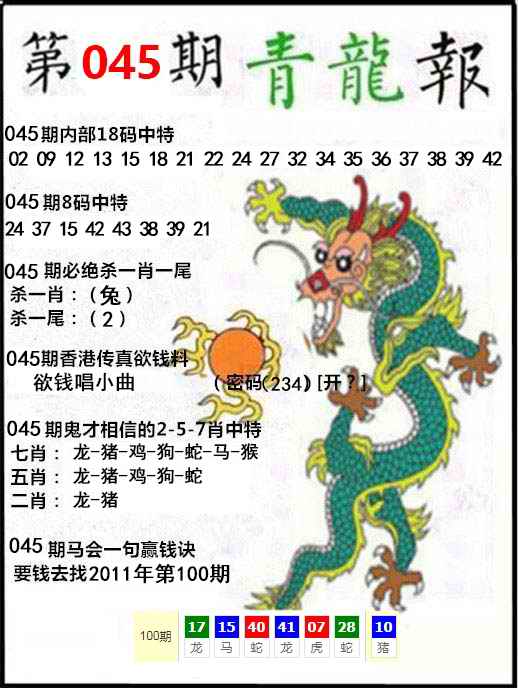 第045期青龍報
045期内部18码中特
02 09 12 13 15 18 21 22 24 27 32 34 35 36 37 38 39 42
045期8码中特
24 37 15 42 43 38 39 21
045 期必绝杀一肖一尾
杀一肖：（兔）
杀一尾：（2）
045期香港传真欲钱料
欲钱唱小曲 （密码(234)[开？]
045期鬼才相信的2-5-7肖中特
七肖： 龙-猪-鸡-狗-蛇-马-猴
五肖： 龙-猪-鸡-狗-蛇
二肖： 龙-猪
045 期马会一句赢钱诀
要钱去找2011年第100期
100期 17 15 40 41 07 28 10
龙 马 蛇 龙 虎 蛇 猪